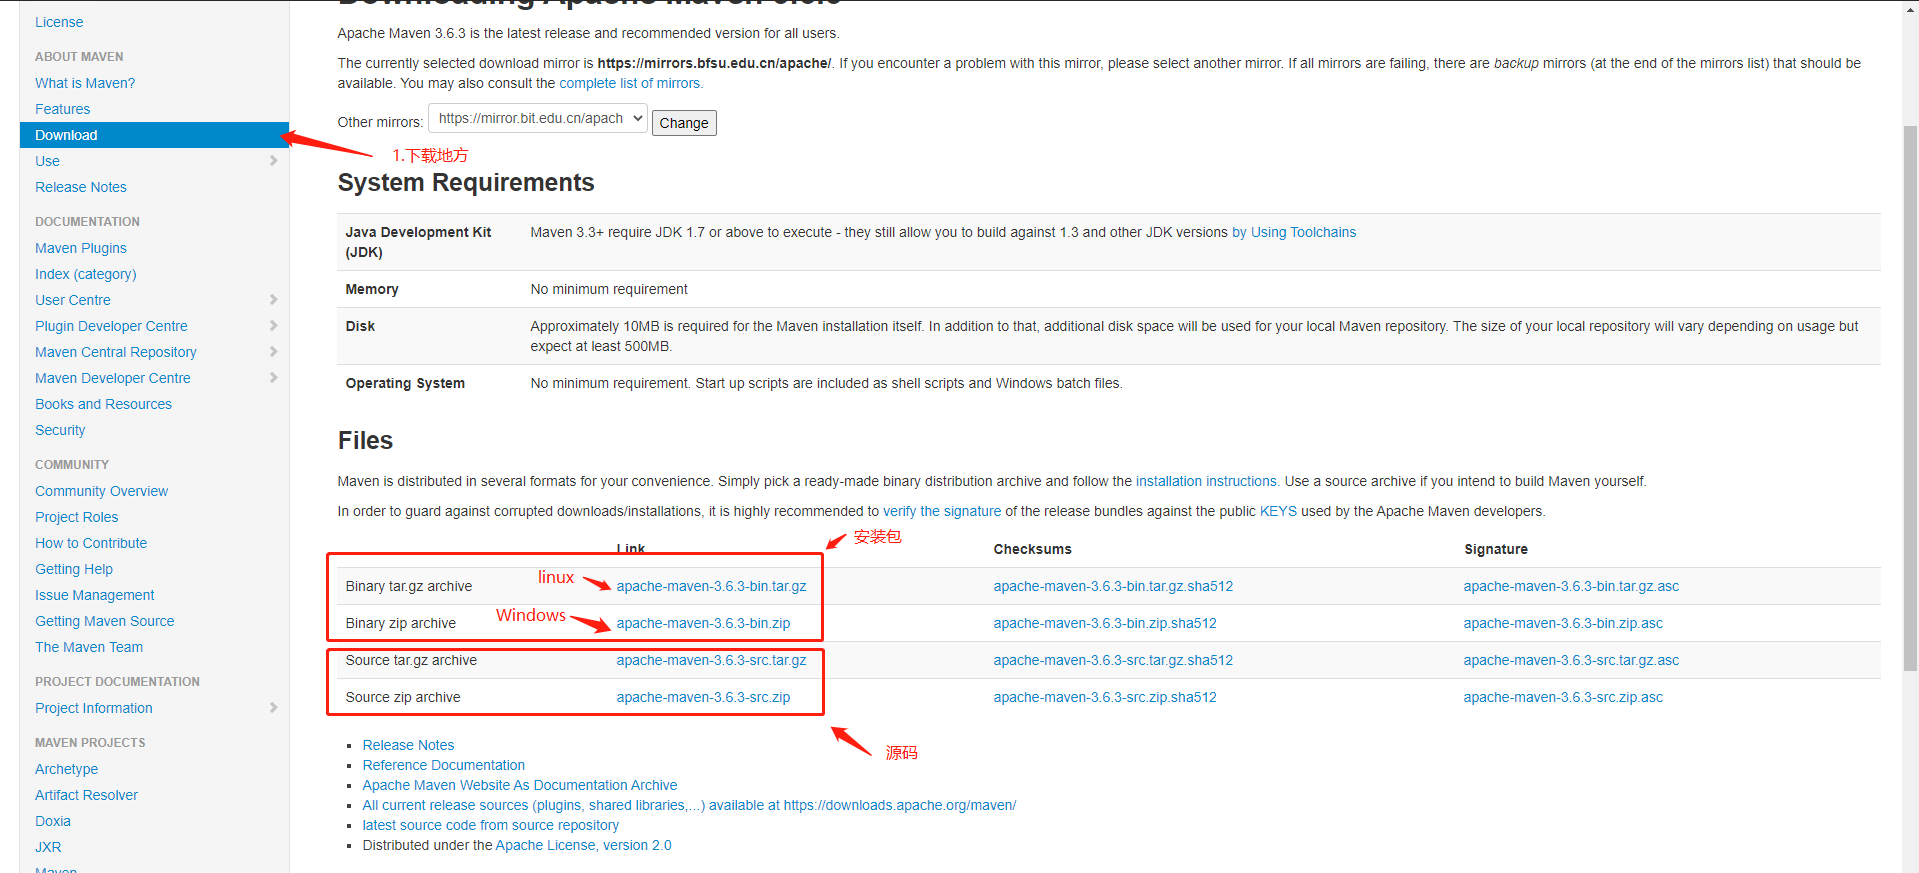 License
ABOUT MAVEN
What is Maven?
Features
Download
Use
Release Notes
DOCUMENTATION
Maven Plugins
Index (category)
User Centre
Plugin Developer Centre
Maven Central Repository
Maven Developer Centre
Books and Resources
Security
COMMUNITY
Community Overview
Project Roles
How to Contribute
Getting Help
Issue Management
Getting Maven Source
The Maven Team
PROJECT DOCUMENTATION
Project Information
MAVEN PROJECTS
Archetype
Artifact Resolver
Doxia
JXR
Maven
Downloading Apache Maven 3.6.3
Apache Maven 3.6.3 is the latest release and recommended version for all users.
The currently selected download mirror is https://mirrors.bfsu.edu.cn/apache/. If you encounter a problem with this mirror, please select another mirror. If all mirrors are failing, there are backup mirrors (at the end of the mirrors list) that should be
available. You may also consult the complete list of mirrors.
Other mirrors: https://mirror.bit.edu.cn/apach Change
1.下载地方
System Requirements
Java Development Kit Maven 3.3+ require JDK 1.7 or above to execute - they still allow you to build against 1.3 and other JDK versions by Using Toolchains
(JDK)
Memory No minimum requirement
Disk Approximately 10MB is required for the Maven installation itself. In addition to that, additional disk space will be used for your local Maven repository. The size of your local repository will vary depending on usage but
expect at least 500MB.
Operating System No minimum requirement. Start up scripts are included as shell scripts and Windows batch files.
Files
Maven is distributed in several formats for your convenience. Simply pick a ready-made binary distribution archive and follow the installation instructions. Use a source archive if you intend to build Maven yourself.
In order to guard against corrupted downloads/installations, it is highly recommended to verify the signature of the release bundles against the public KEYS used by the Apache Maven developers.
安装包
Link Checksums Signature
Binary tar.gz archive linux apache-maven-3.6.3-bin.tar.gz apache-maven-3.6.3-bin.tar.gz.sha512 apache-maven-3.6.3-bin.tar.gz.asc
Binary zip archive Windows apache-maven-3.6.3-bin.zip apache-maven-3.6.3-bin.zip.sha512 apache-maven-3.6.3-bin.zip.asc
Source tar.gz archive apache-maven-3.6.3-src.tar.gz apache-maven-3.6.3-src.tar.gz.sha512 apache-maven-3.6.3-src.tar.gz.asc
Source zip archive apache-maven-3.6.3-src.zip apache-maven-3.6.3-src.zip.sha512 apache-maven-3.6.3-src.zip.asc
源码
Release Notes
Reference Documentation
Apache Maven Website As Documentation Archive
All current release sources (plugins, shared libraries,...) available at https://downloads.apache.org/maven/
latest source code from source repository
Distributed under the Apache License, version 2.0